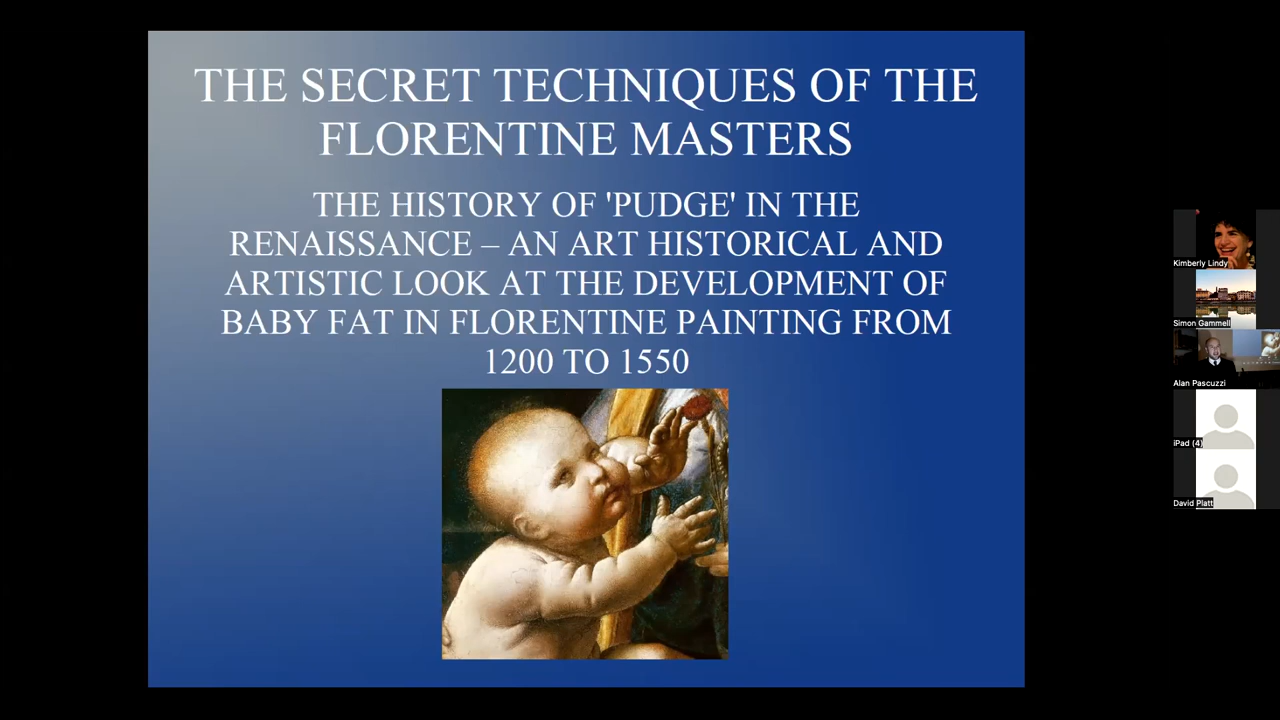 THE SECRET TECHNIQUES OF THE
FLORENTINE MASTERS
THE HISTORY OF 'PUDGE' IN THE
RENAISSANCE – AN ART HISTORICAL AND
ARTISTIC LOOK AT THE DEVELOPMENT OF
BABY FAT IN FLORENTINE PAINTING FROM
1200 TO 1550
Kimberly Lindy
Simon Gammell
Alan Pascuzzi
iPad (4)
David Platt